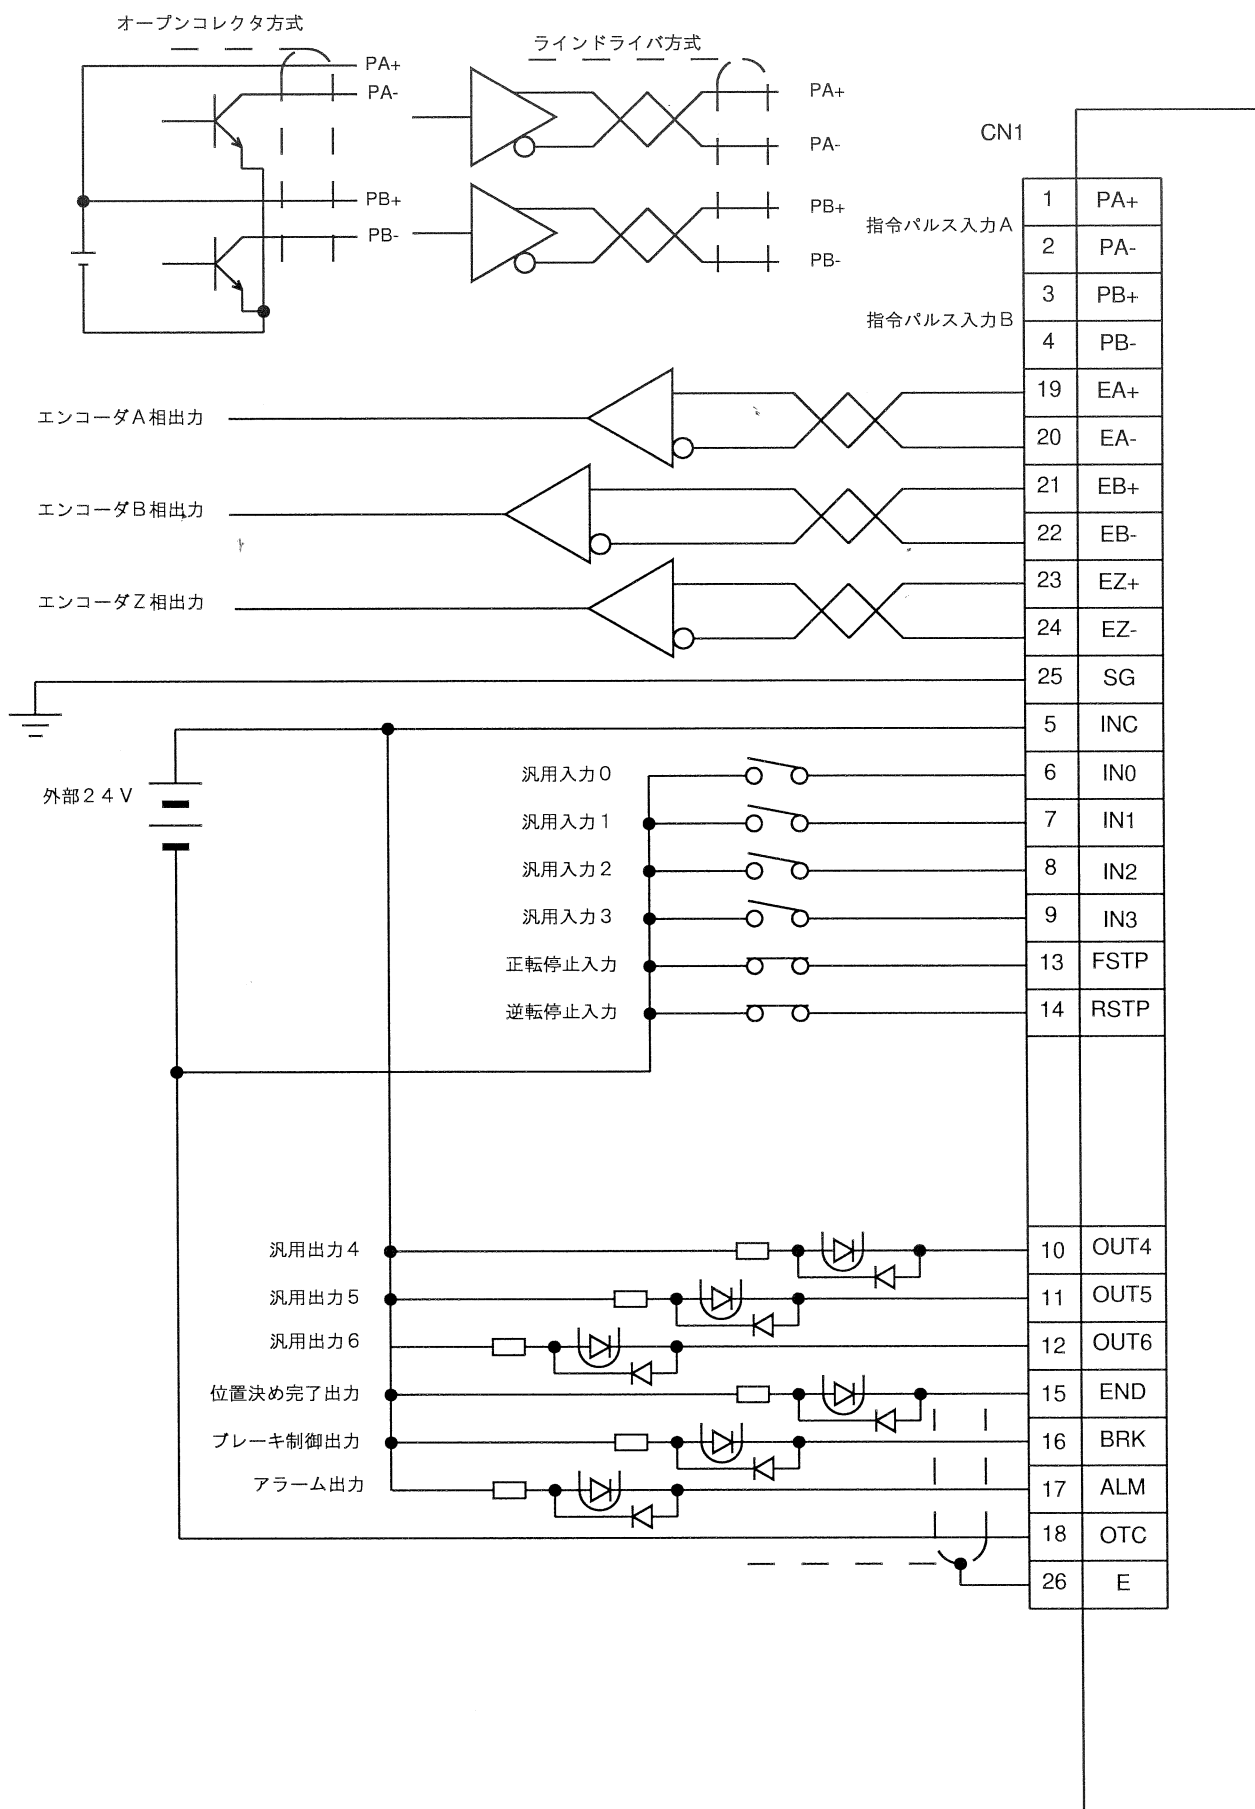 オープンコレクタ方式
PA+
PA-
PB+
PB-
ラインドライバ方式
PA+
PA-
PB+
PB-
CN1
指令パルス入力A
指令パルス入力B
1 PA+
2 PA-
3 PB+
4 PB-
エンコーダA相出力
19 EA+
20 EA-
エンコーダB相出力
21 EB+
22 EB-
エンコーダZ相出力
23 EZ+
24 EZ-
25 SG
5 INC
外部24V
汎用入力0 6 IN0
汎用入力1 7 IN1
汎用入力2 8 IN2
汎用入力3 9 IN3
正転停止入力 13 FSTP
逆転停止入力 14 RSTP
汎用出力4 10 OUT4
汎用出力5 11 OUT5
汎用出力6 12 OUT6
位置決め完了出力 15 END
ブレーキ制御出力 16 BRK
アラーム出力 17 ALM
18 OTC
26 E